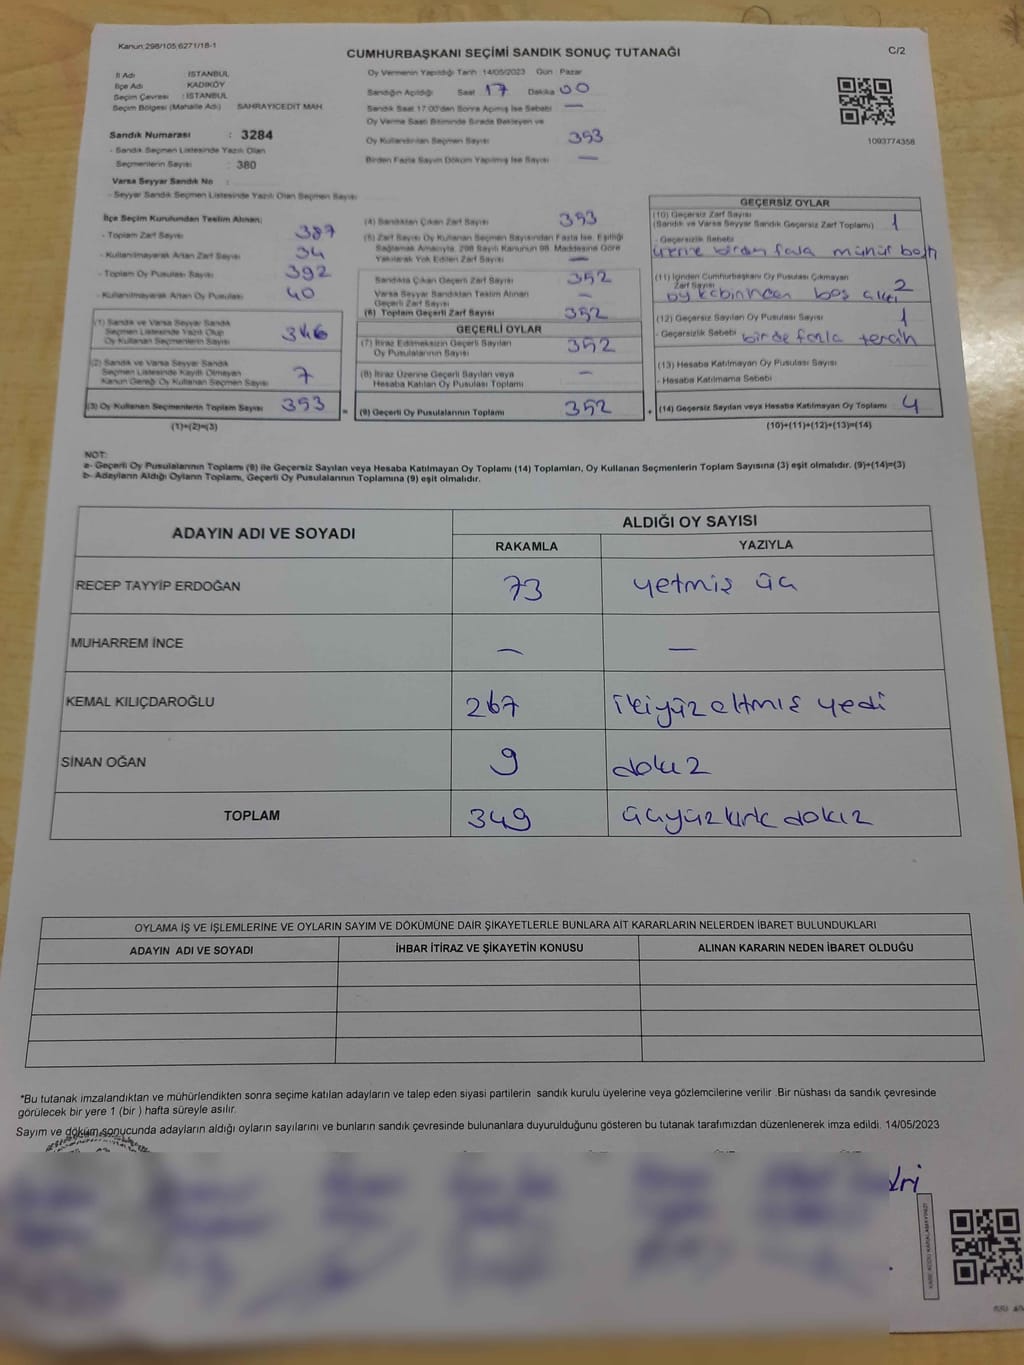 Kanun:298/105;6271/18-1
CUMHURBAŞKANI SEÇİMİ SANDIK SONUÇ TUTANAĞI
C/2
İl Adı İSTANBUL
İlçe Adı KADIKÖY
Seçim Çevresi : İSTANBUL
Seçim Bölgesi (Mahalle Adı) SAHRAYICEDİT MAH
Sandık Numarası : 3284
- Sandık Seçmen Listesinde Yazılı Olan
Seçmenlerin Sayısı : 380
Varsa Seyyar Sandık No :
- Seyyar Sandık Seçmen Listesinde Yazılı Olan Seçmen Sayısı
Oy Vermenin Yapıldığı Tarih 14/05/2023 Gün : Pazar
Sandığın Açıldığı Saat 17 Dakika 00
Sandık Saat 17:00'den Sonra Açılmış İse Sebebi —
Oy Verme Saati Bitiminde Sırada Bekleyen ve
Oy Kullandırılan Seçmen Sayısı 353
Birden Fazla Sayım Döküm Yapılmış İse Sayısı —
1093774358
İlçe Seçim Kurulundan Teslim Alınan;
- Toplam Zarf Sayısı 387
- Kullanılmayarak Artan Zarf Sayısı 34
- Toplam Oy Pusulası Sayısı 392
- Kullanılmayarak Artan Oy Pusulası 40
(1) Sandık ve Varsa Seyyar Sandık
Seçmen Listesinde Yazılı Olup
Oy Kullanan Seçmenlerin Sayısı 346
(2) Sandık ve Varsa Seyyar Sandık
Seçmen Listesinde Kayıtlı Olmayan
Kanun Gereği Oy Kullanan Seçmen Sayısı 7
(3) Oy Kullanan Seçmenlerin Toplam Sayısı 353 =
(1)+(2)=(3)
(4) Sandıktan Çıkan Zarf Sayısı 353
(5) Zarf Sayısı Oy Kullanan Seçmen Sayısından Fazla İse, Eşitliği
Sağlamak Amacıyla, 298 Sayılı Kanunun 98. Maddesine Göre
Yakılarak Yok Edilen Zarf Sayısı —
Sandıkta Çıkan Geçerli Zarf Sayısı 352
Varsa Seyyar Sandıktan Teslim Alınan
Geçerli Zarf Sayısı —
(6) Toplam Geçerli Zarf Sayısı 352
GEÇERLİ OYLAR
(7) İtiraz Edilmeksizin Geçerli Sayılan
Oy Pusulalarının Sayısı 352
(8) İtiraz Üzerine Geçerli Sayılan veya
Hesaba Katılan Oy Pusulası Toplamı —
(9) Geçerli Oy Pusulalarının Toplamı 352 +
GEÇERSİZ OYLAR
(10) Geçersiz Zarf Sayısı
(Sandık ve Varsa Seyyar Sandık Geçersiz Zarf Toplamı) 1
- Geçersizlik Sebebi
üzerine birden fazla mühür
(11) İçinden Cumhurbaşkanı Oy Pusulası Çıkmayan
Zarf Sayısı 2
oy kabininden boş
(12) Geçersiz Sayılan Oy Pusulası Sayısı 1
- Geçersizlik Sebebi birde fazla tercih
(13) Hesaba Katılmayan Oy Pusulası Sayısı
- Hesaba Katılmama Sebebi
(14) Geçersiz Sayılan veya Hesaba Katılmayan Oy Toplamı 4
(10)+(11)+(12)+(13)=(14)
NOT:
a- Geçerli Oy Pusulalarının Toplamı (9) ile Geçersiz Sayılan veya Hesaba Katılmayan Oy Toplamı (14) Toplamları, Oy Kullanan Seçmenlerin Toplam Sayısına (3) eşit olmalıdır. (9)+(14)=(3)
b- Adayların Aldığı Oyların Toplamı, Geçerli Oy Pusulalarının Toplamına (9) eşit olmalıdır.
ADAYIN ADI VE SOYADI
ALDIĞI OY SAYISI
RAKAMLA YAZIYLA
RECEP TAYYİP ERDOĞAN 73 yetmiş üç
MUHARREM İNCE — —
KEMAL KILIÇDAROĞLU 267 ikiyüzaltmış yedi
SİNAN OĞAN 9 dokuz
TOPLAM 349 üçyüzkırk dokuz
OYLAMA İŞ VE İŞLEMLERİNE VE OYLARIN SAYIM VE DÖKÜMÜNE DAİR ŞİKAYETLERLE BUNLARA AİT KARARLARIN NELERDEN İBARET BULUNDUKLARI
ADAYIN ADI VE SOYADI İHBAR İTİRAZ VE ŞİKAYETİN KONUSU ALINAN KARARIN NEDEN İBARET OLDUĞU
*Bu tutanak imzalandıktan ve mühürlendikten sonra seçime katılan adayların ve talep eden siyasi partilerin sandık kurulu üyelerine veya gözlemcilerine verilir. Bir nüshası da sandık çevresinde
görülecek bir yere 1 (bir ) hafta süreyle asılır.
Sayım ve döküm sonucunda adayların aldığı oyların sayılarını ve bunların sandık çevresinde bulunanlara duyurulduğunu gösteren bu tutanak tarafımızdan düzenlenerek imza edildi. 14/05/2023
KARE KODU KARALAMAYINIZ!